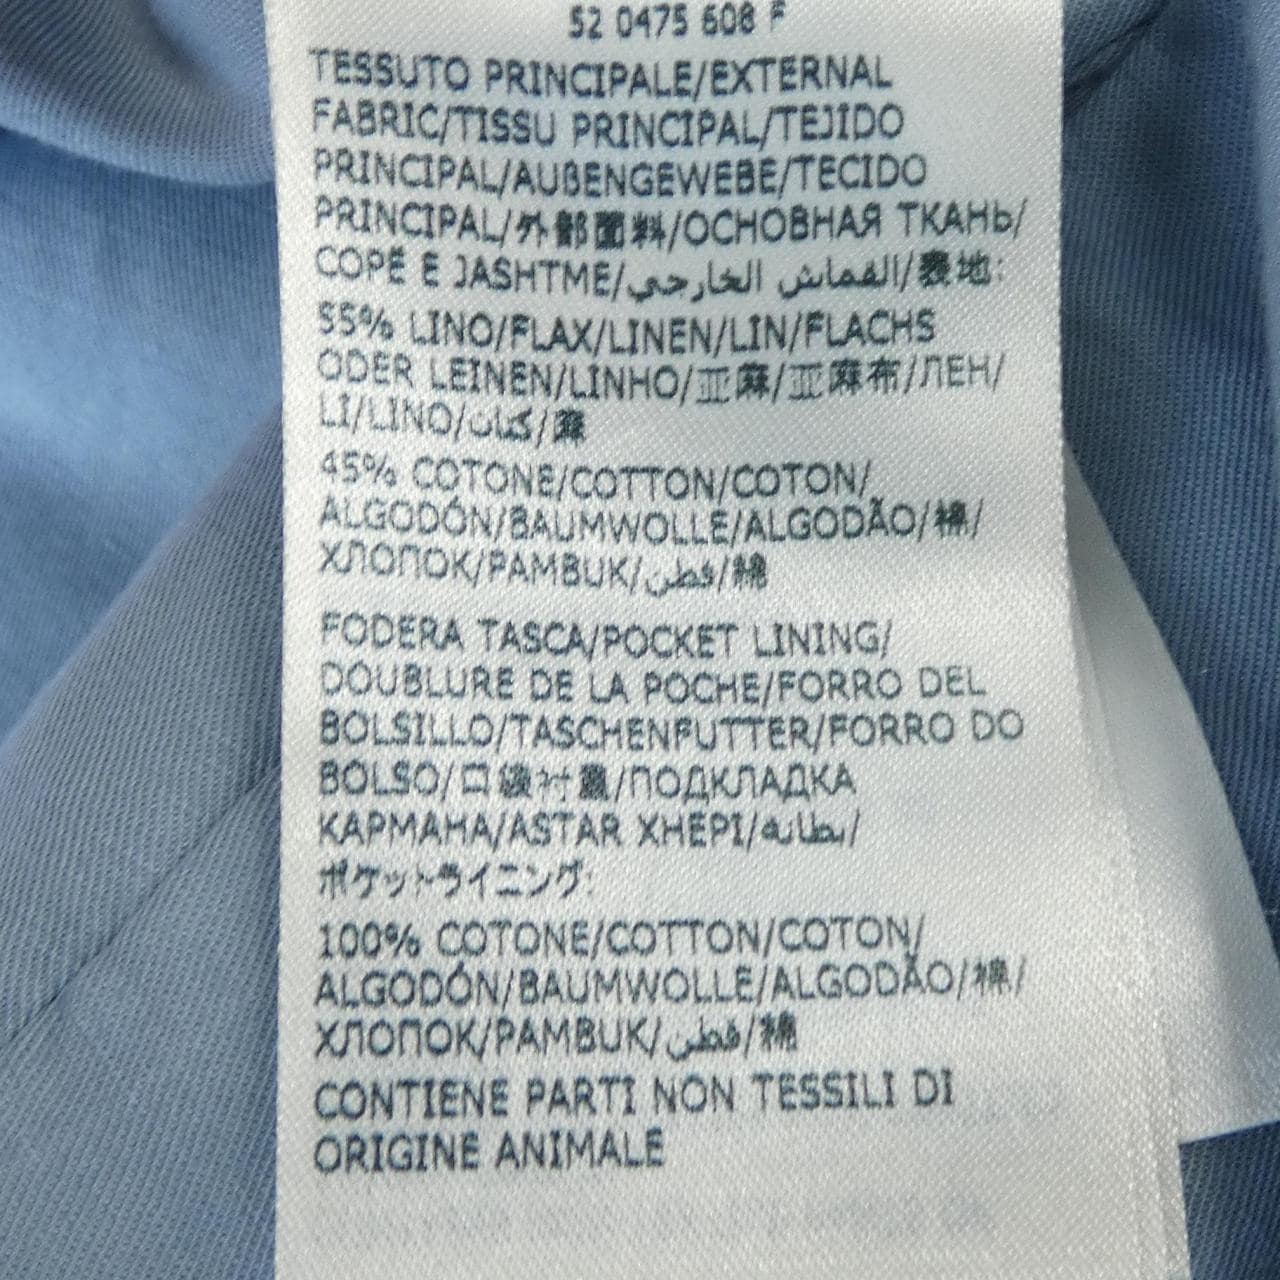 52 0475 608 F
TESSUTO PRINCIPALE/EXTERNAL
FABRIC/TISSU PRINCIPAL/TEJIDO
PRINCIPAL/AUßENGEWEBE/TECIDO
PRINCIPAL/外部面料/ОСНОВНАЯ ТКАНЬ/
COPË E JASHTME/القماش الخارجي/表地:
55% LINO/FLAX/LINEN/LIN/FLACHS
ODER LEINEN/LINHO/亚麻/亚麻布/ЛЕН/
LI/LINO/كتان/麻
45% COTONE/COTTON/COTON/
ALGODÓN/BAUMWOLLE/ALGODÃO/棉/
ХЛОПОК/PAMBUK/قطن/綿
FODERA TASCA/POCKET LINING/
DOUBLURE DE LA POCHE/FORRO DEL
BOLSILLO/TASCHENFUTTER/FORRO DO
BOLSO/口袋衬里/ПОДКЛАДКА
КАРМАНА/ASTAR XHEPI/بطانه/
ポケットライニング:
100% COTONE/COTTON/COTON/
ALGODÓN/BAUMWOLLE/ALGODÃO/棉/
ХЛОПОК/PAMBUK/قطن/綿
CONTIENE PARTI NON TESSILI DI
ORIGINE ANIMALE